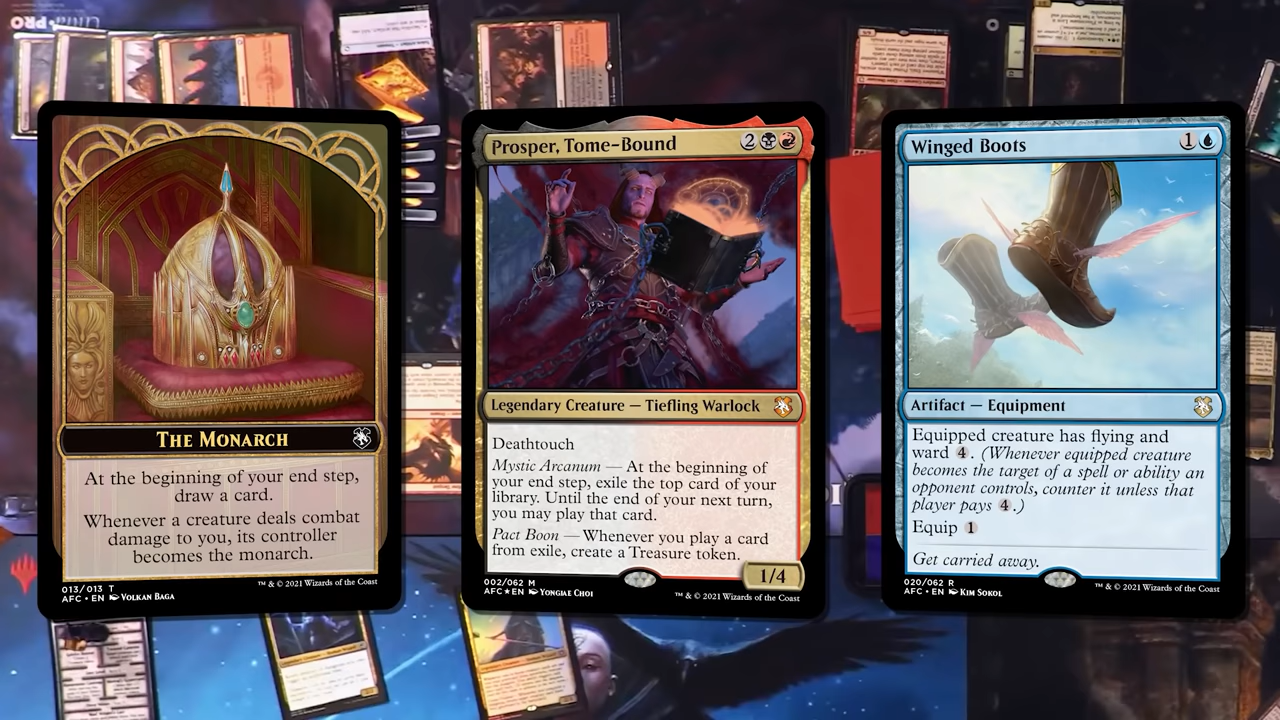 THE MONARCH
At the beginning of your end step,
draw a card.
Whenever a creature deals combat
damage to you, its controller
becomes the monarch.
013/013 T
AFC • EN VOLKAN BAGA
™ & © 2021 Wizards of the Coast
Prosper, Tome-Bound
2
Legendary Creature — Tiefling Warlock
Deathtouch
Mystic Arcanum — At the beginning of
your end step, exile the top card of your
library. Until the end of your next turn,
you may play that card.
Pact Boon — Whenever you play a card
from exile, create a Treasure token.
1/4
002/062 M
AFC★EN YONGJAE CHOI
™ & © 2021 Wizards of the Coast
Winged Boots
1
Artifact — Equipment
Equipped creature has flying and
ward 4. (Whenever equipped creature
becomes the target of a spell or ability an
opponent controls, counter it unless that
player pays 4.)
Equip 1
Get carried away.
020/062 R
AFC • EN KIM SOKOL
™ & © 2021 Wizards of the Coast